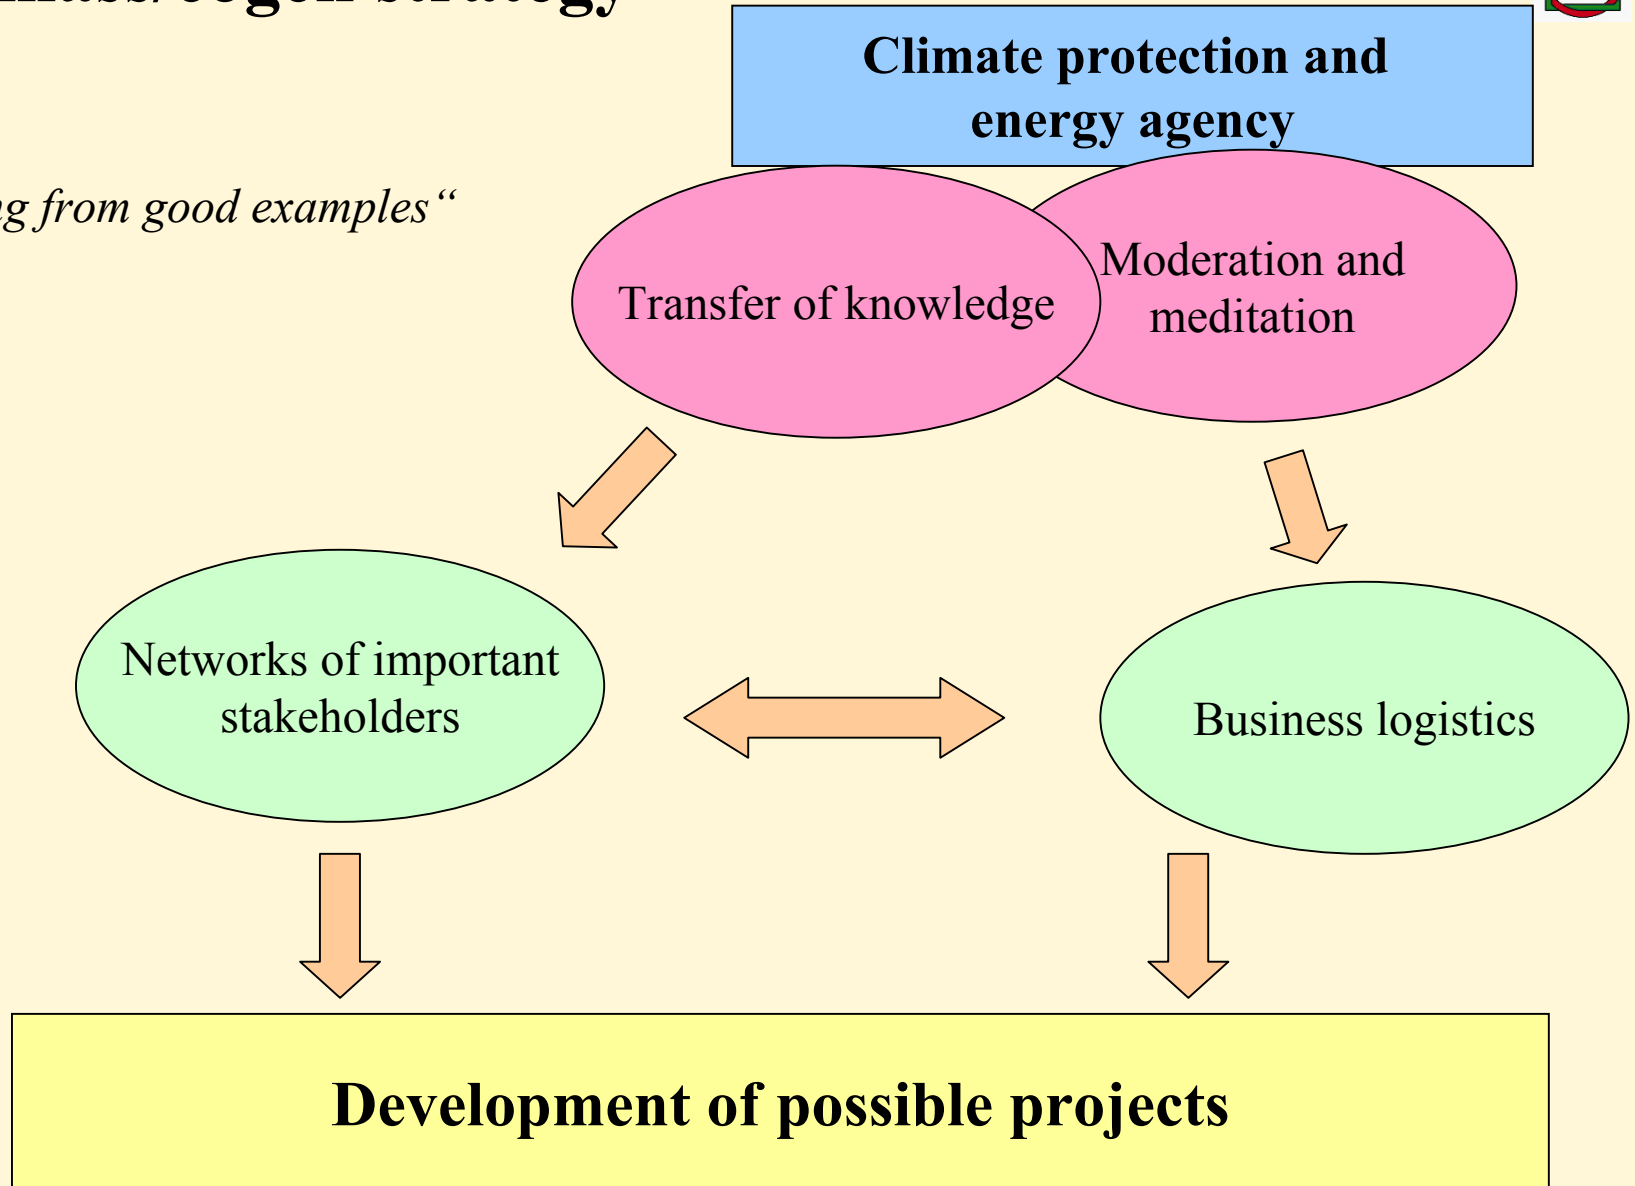 strategy
Climate protection and
energy agency
from good examples“
Transfer of knowledge
Moderation and
meditation
Networks of important
stakeholders
Business logistics
Development of possible projects